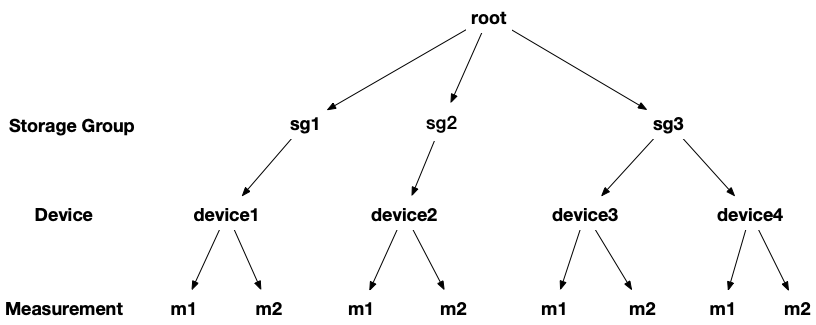 root
Storage Group sg1 sg2 sg3
Device device1 device2 device3 device4
Measurement m1 m2 m1 m2 m1 m2 m1 m2